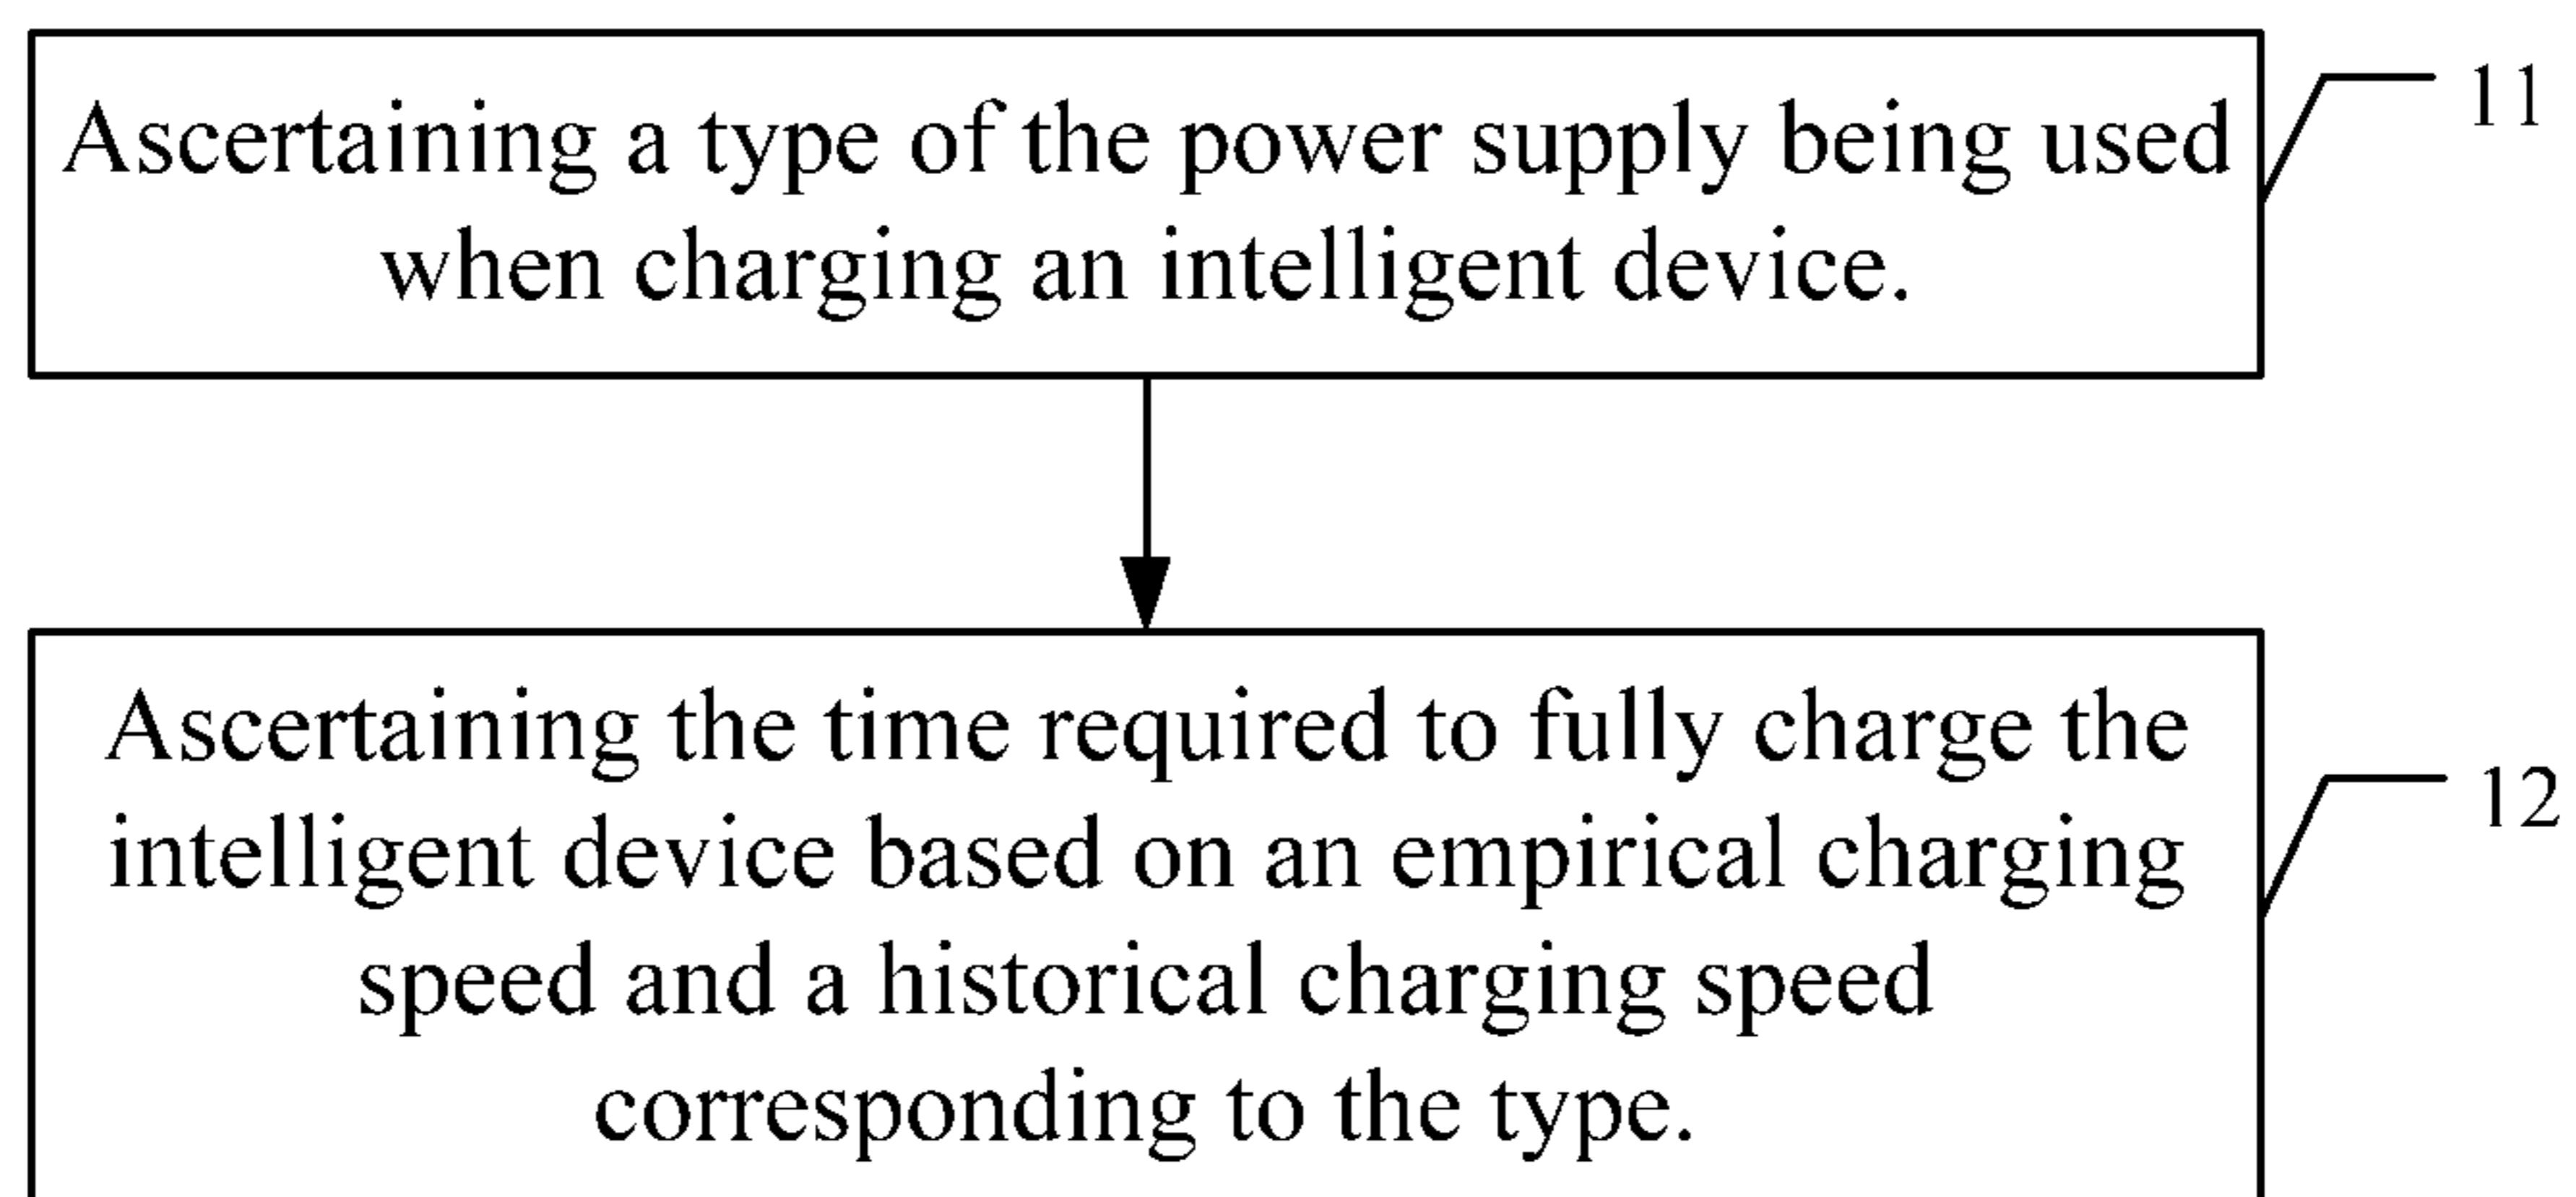 Ascertaining a type of the power supply being used
when charging an intelligent device.
11
Ascertaining the time required to fully charge the
intelligent device based on an empirical charging
speed and a historical charging speed
corresponding to the type.
12